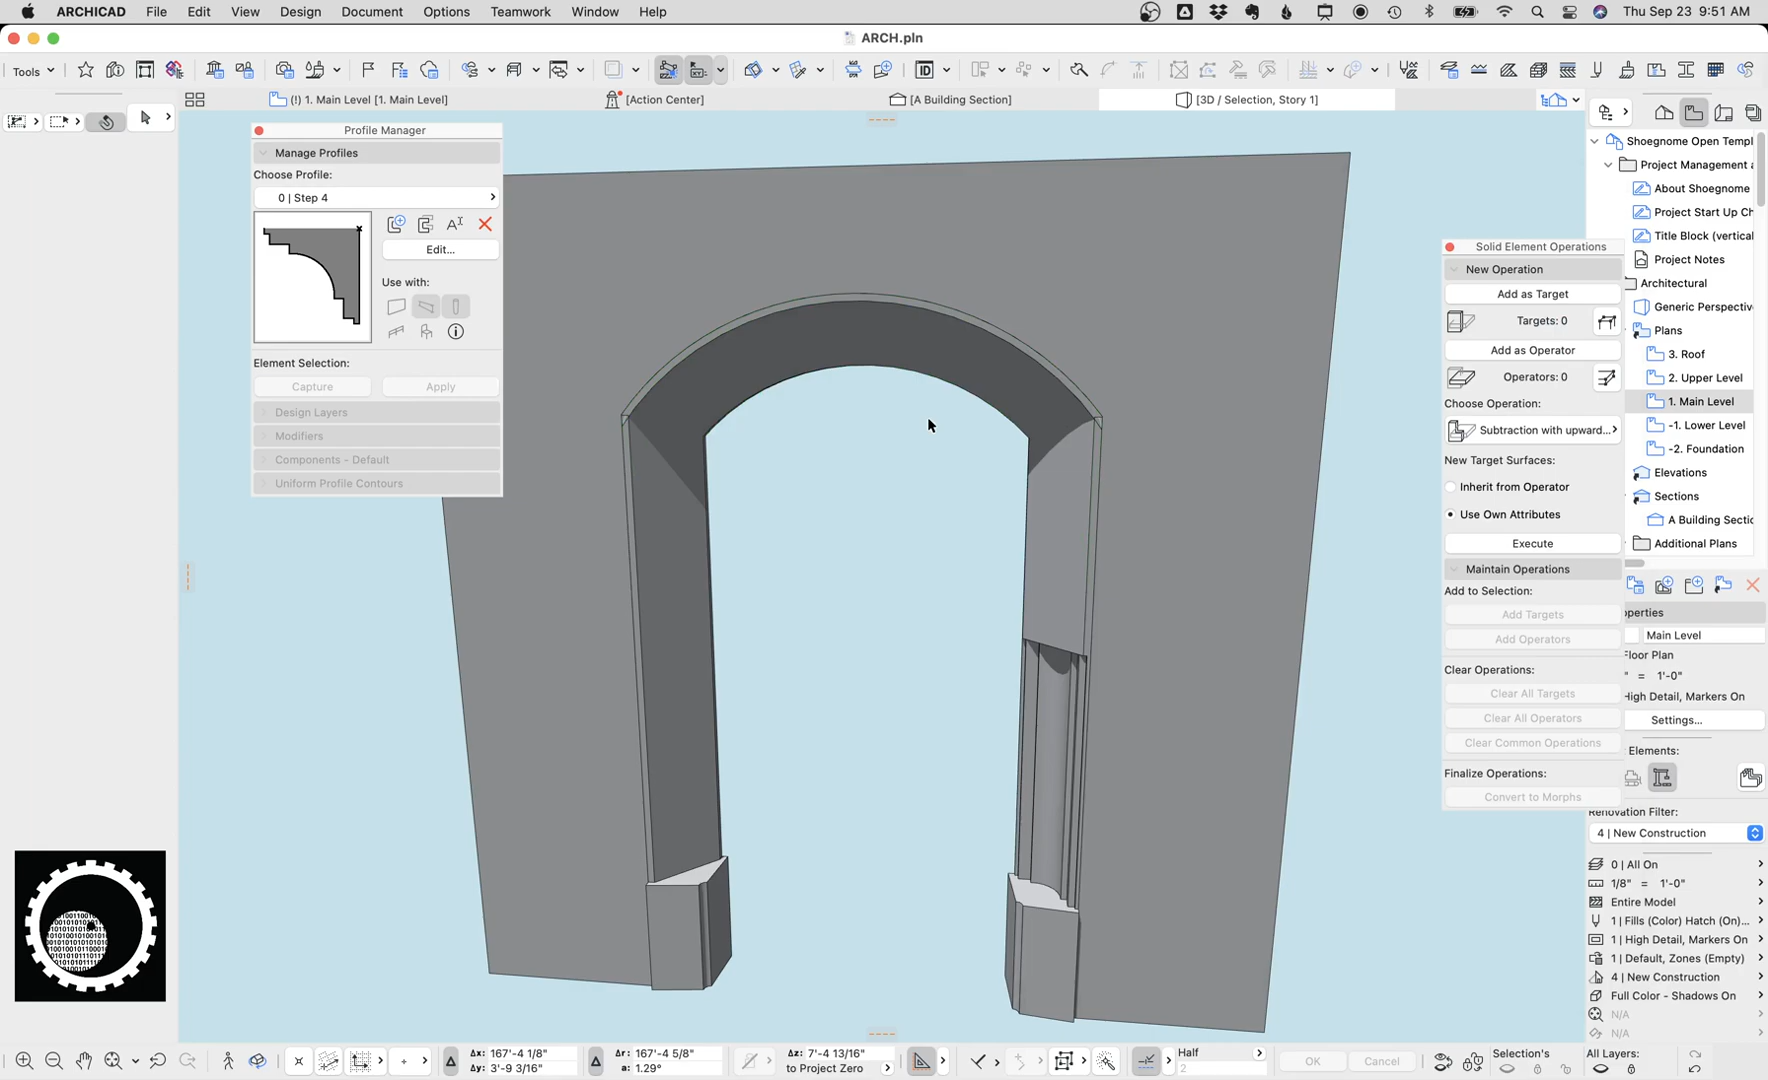 ARCHICAD File Edit View Design Document Options Teamwork Window Help Thu Sep 23 9:51 AM
ARCH.pln
Tools
(!) 1. Main Level [1. Main Level] [Action Center] [A Building Section] [3D / Selection, Story 1]
Profile Manager
Manage Profiles
Choose Profile:
0 | Step 4
Edit...
Use with:
Element Selection:
Capture Apply
Design Layers
Modifiers
Components - Default
Uniform Profile Contours
Solid Element Operations
New Operation
Add as Target
Targets: 0
Add as Operator
Operators: 0
Choose Operation:
Subtraction with upward...
New Target Surfaces:
Inherit from Operator
Use Own Attributes
Execute
Maintain Operations
Add to Selection:
Add Targets
Add Operators
Clear Operations:
Clear All Targets
Clear All Operators
Clear Common Operations
Finalize Operations:
Convert to Morphs
Shoegnome Open Templ
Project Management a
About Shoegnome
Project Start Up Ch
Title Block (vertical
Project Notes
Architectural
Generic Perspectiv
Plans
3. Roof
2. Upper Level
1. Main Level
-1. Lower Level
-2. Foundation
Elevations
Sections
A Building Sectio
Additional Plans
operties
Main Level
Floor Plan
" = 1'-0"
High Detail, Markers On
Settings...
Elements:
Renovation Filter:
4 | New Construction
0 | All On
1/8" = 1'-0"
Entire Model
1 | Fills (Color) Hatch (On)...
1 | High Detail, Markers On
1 | Default, Zones (Empty)
4 | New Construction
Full Color - Shadows On
N/A
N/A
Δx: 167'-4 1/8"
Δy: 3'-9 3/16"
Δr: 167'-4 5/8"
a: 1.29°
Δz: 7'-4 13/16"
to Project Zero
Half
2
OK Cancel
Selection's
All Layers: